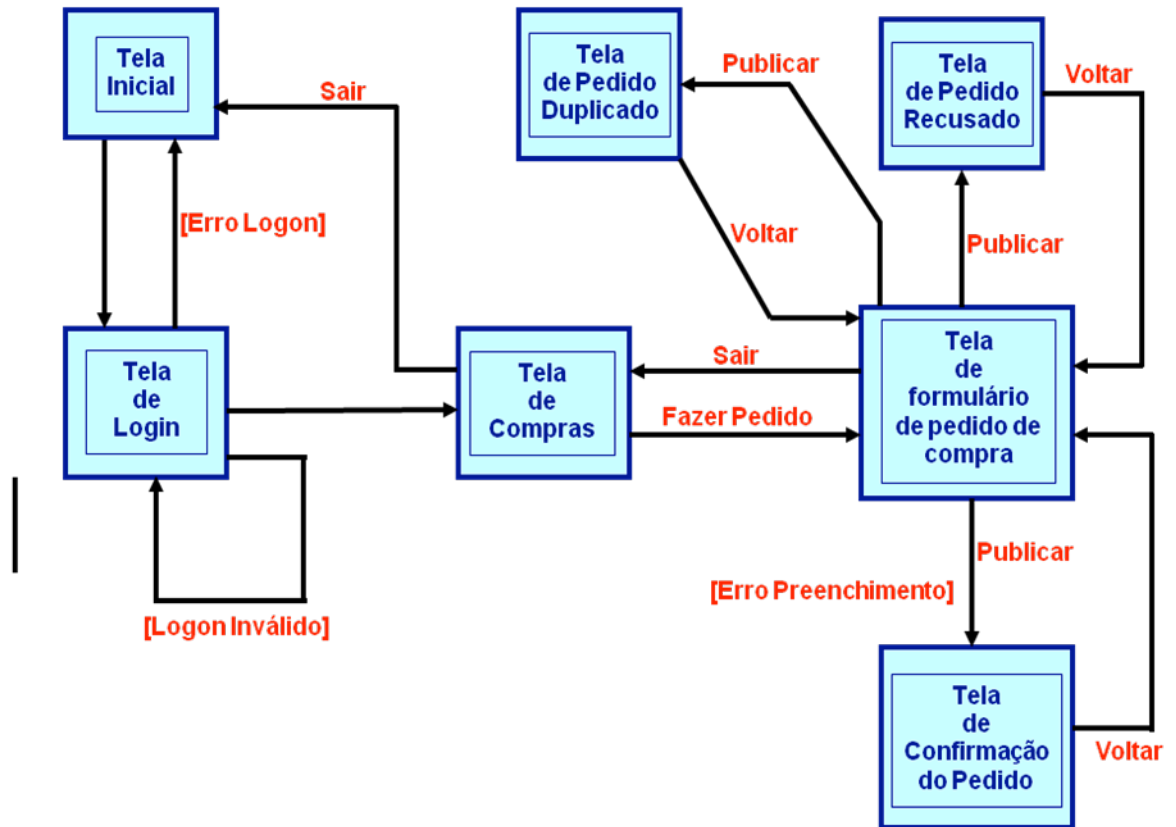 Tela
Inicial
Sair
Tela
de Pedido
Duplicado
Publicar
Tela
de Pedido
Recusado
Voltar
[Erro Logon]
Voltar
Publicar
Tela
de
Login
Tela
de
Compras
Sair
Fazer Pedido
Tela
de
formulário
de pedido de
compra
[Logon Inválido]
Publicar
[Erro Preenchimento]
Tela
de
Confirmação
do Pedido
Voltar